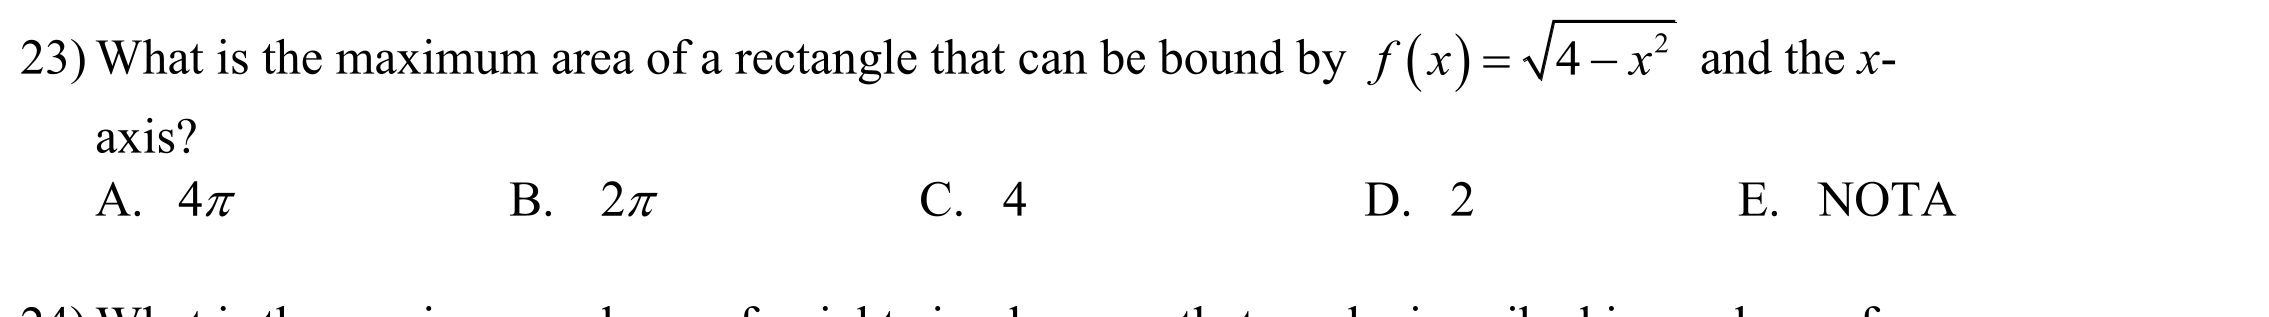 23) What is the maximum area of a rectangle that can be bound by f(x) = √(4 − x²) and the x-
axis?
A. 4π B. 2π C. 4 D. 2 E. NOTA